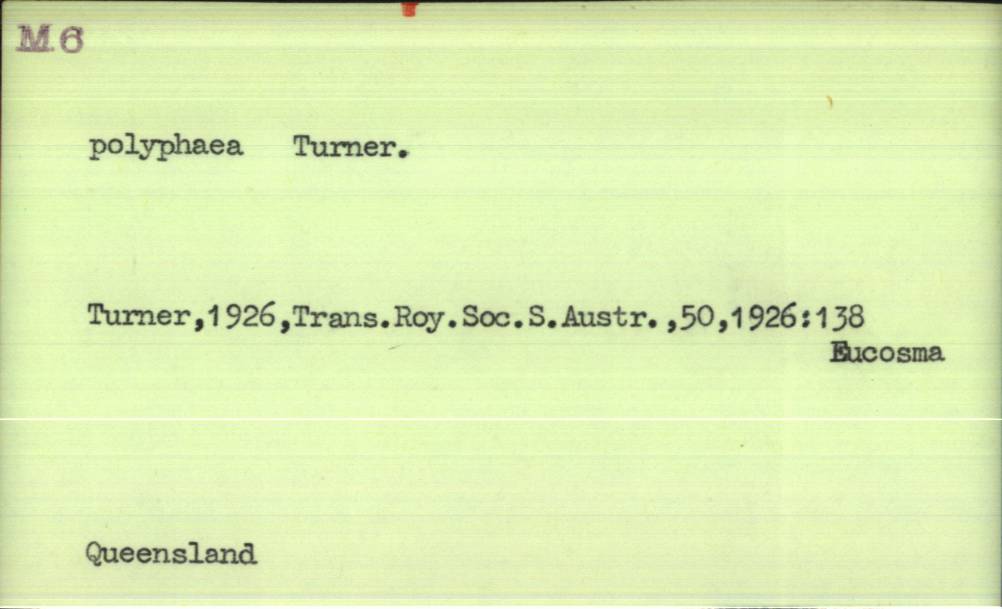 M6
polyphaea Turner.
Turner,1926,Trans.Roy.Soc.S.Austr.,50,1926:138
Eucosma
Queensland